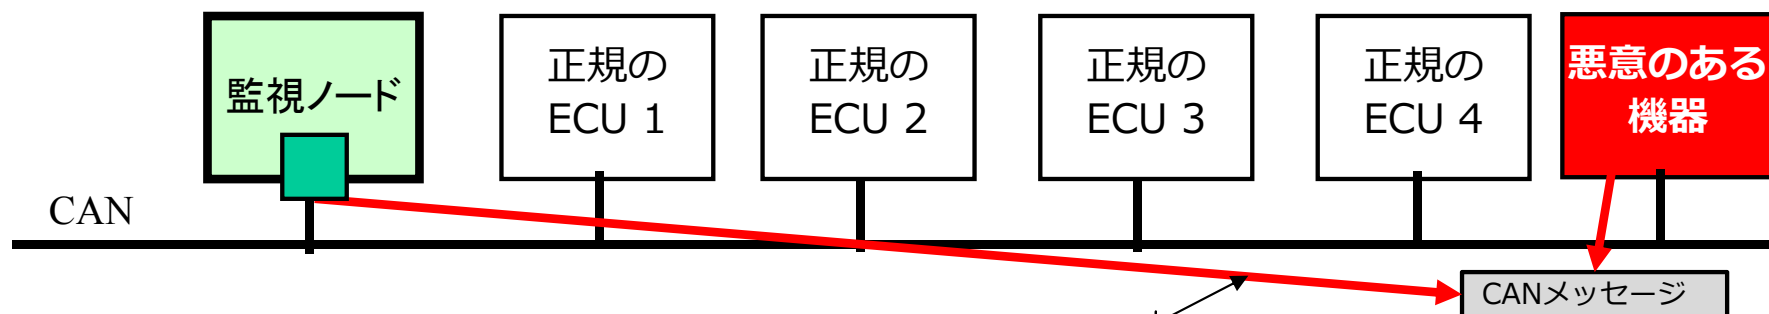 監視ノード
正規の
ECU 1
正規の
ECU 2
正規の
ECU 3
正規の
ECU 4
悪意のある
機器
CAN
CANメッセージ